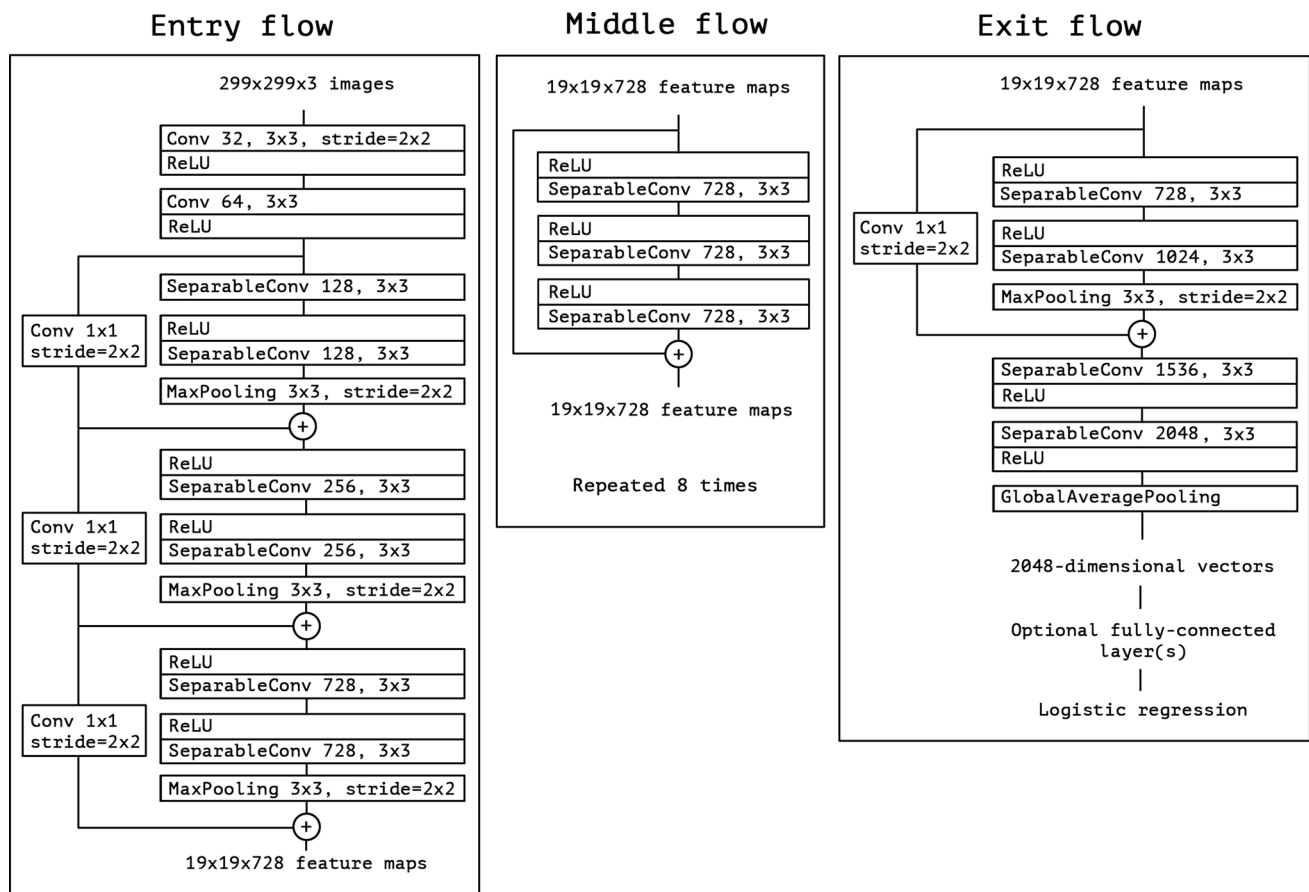 Entry flow
299x299x3 images
Conv 32, 3x3, stride=2x2
ReLU
Conv 64, 3x3
ReLU
SeparableConv 128, 3x3
Conv 1x1
stride=2x2
ReLU
SeparableConv 128, 3x3
MaxPooling 3x3, stride=2x2
+
ReLU
SeparableConv 256, 3x3
Conv 1x1
stride=2x2
ReLU
SeparableConv 256, 3x3
MaxPooling 3x3, stride=2x2
+
ReLU
SeparableConv 728, 3x3
Conv 1x1
stride=2x2
ReLU
SeparableConv 728, 3x3
MaxPooling 3x3, stride=2x2
+
19x19x728 feature maps
Middle flow
19x19x728 feature maps
ReLU
SeparableConv 728, 3x3
ReLU
SeparableConv 728, 3x3
ReLU
SeparableConv 728, 3x3
+
19x19x728 feature maps
Repeated 8 times
Exit flow
19x19x728 feature maps
ReLU
SeparableConv 728, 3x3
Conv 1x1
stride=2x2
ReLU
SeparableConv 1024, 3x3
MaxPooling 3x3, stride=2x2
+
SeparableConv 1536, 3x3
ReLU
SeparableConv 2048, 3x3
ReLU
GlobalAveragePooling
2048-dimensional vectors
Optional fully-connected
layer(s)
Logistic regression